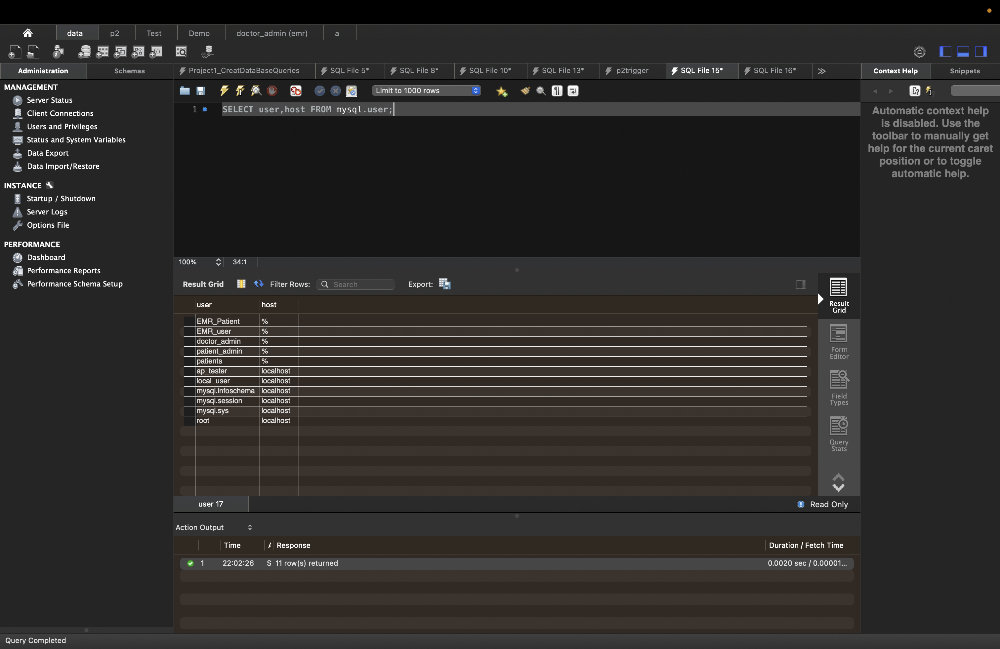 data p2 Test Demo doctor_admin (emr) a
Administration Schemas
Project1_CreatDataBaseQueries SQL File 5* SQL File 8* SQL File 10* SQL File 13* p2trigger SQL File 15* SQL File 16*
Context Help Snippets
MANAGEMENT
Server Status
Client Connections
Users and Privileges
Status and System Variables
Data Export
Data Import/Restore
INSTANCE
Startup / Shutdown
Server Logs
Options File
PERFORMANCE
Dashboard
Performance Reports
Performance Schema Setup
Limit to 1000 rows
1 SELECT user,host FROM mysql.user;
100% 34:1
Result Grid Filter Rows: Search Export:
user host
EMR_Patient %
EMR_user %
doctor_admin %
patient_admin %
patients %
ap_tester localhost
local_user localhost
mysql.infoschema localhost
mysql.session localhost
mysql.sys localhost
root localhost
Result
Grid
Form
Editor
Field
Types
Query
Stats
user 17 Read Only
Action Output
Time Response Duration / Fetch Time
1 22:02:26 S 11 row(s) returned 0.0020 sec / 0.00001...
Automatic context help
is disabled. Use the
toolbar to manually get
help for the current caret
position or to toggle
automatic help.
Query Completed